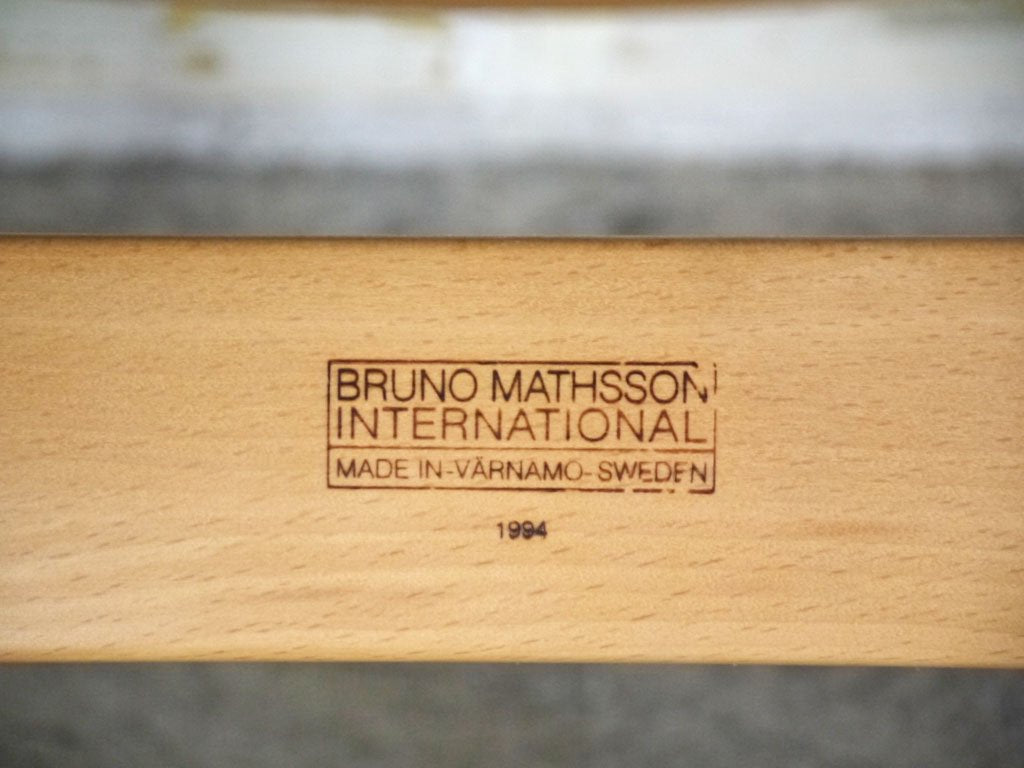 BRUNO MATHSSON
INTERNATIONAL
MADE IN-VÄRNAMO-SWEDEN
1994